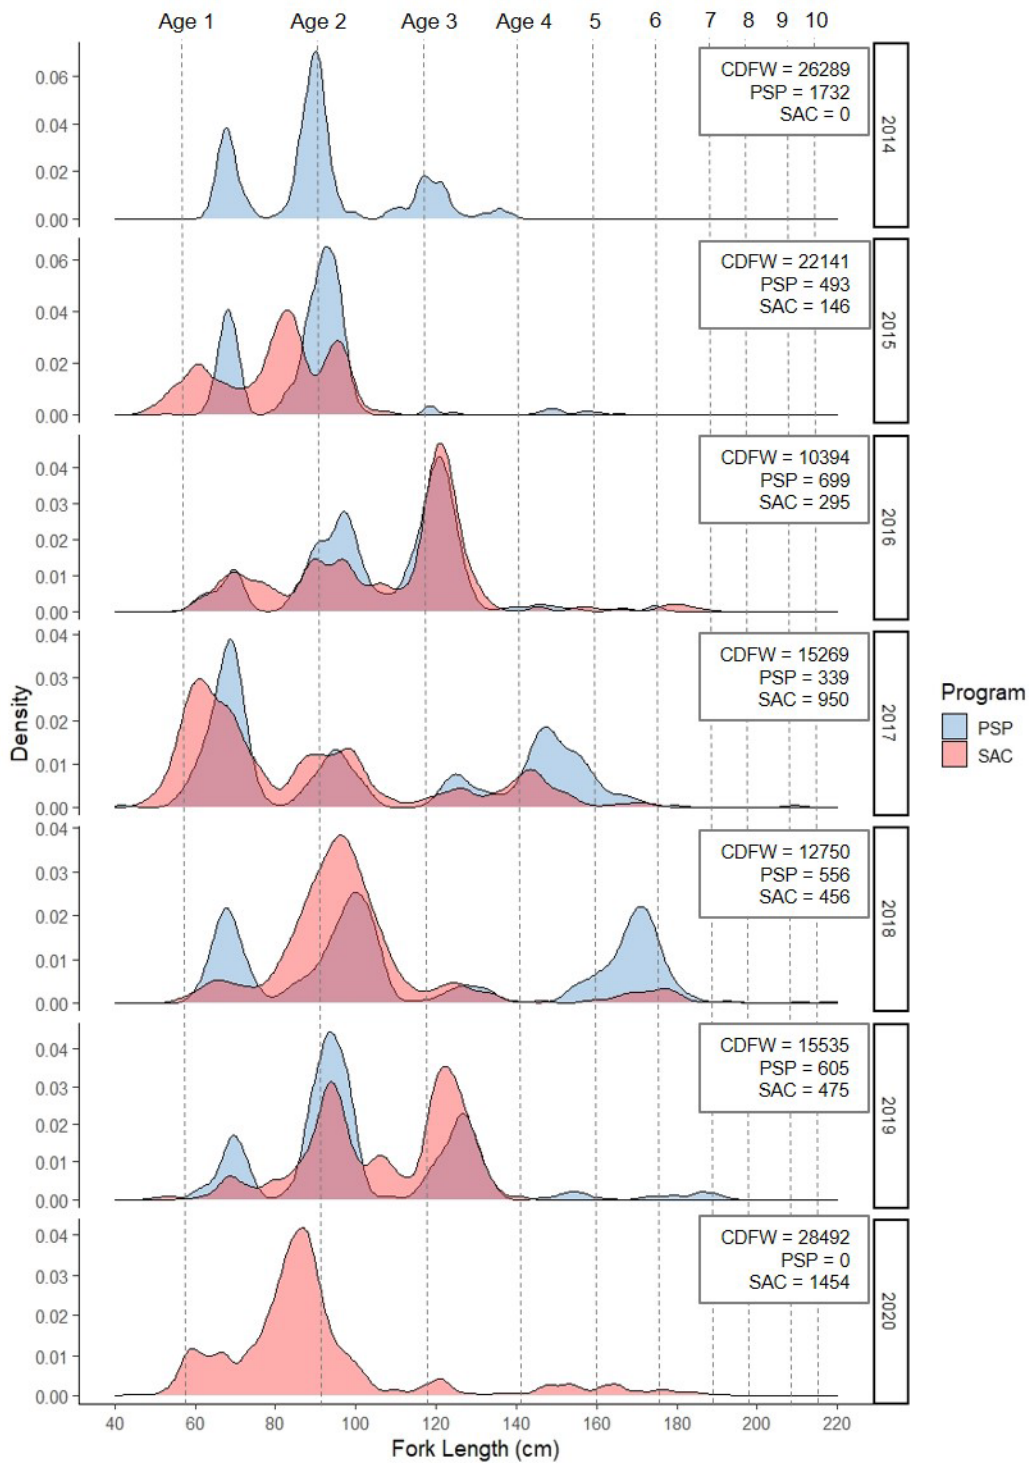 Age 1 Age 2 Age 3 Age 4 5 6 7 8 9 10
CDFW = 26289
PSP = 1732
SAC = 0
2014
0.06
0.04
0.02
0.00
CDFW = 22141
PSP = 493
SAC = 146
2015
0.06
0.04
0.02
0.00
CDFW = 10394
PSP = 699
SAC = 295
2016
0.04
0.03
0.02
0.01
0.00
CDFW = 15269
PSP = 339
SAC = 950
2017
0.04
0.03
0.02
0.01
0.00
Density
Program
PSP
SAC
CDFW = 12750
PSP = 556
SAC = 456
2018
0.04
0.03
0.02
0.01
0.00
CDFW = 15535
PSP = 605
SAC = 475
2019
0.04
0.03
0.02
0.01
0.00
CDFW = 28492
PSP = 0
SAC = 1454
2020
0.04
0.03
0.02
0.01
0.00
40 60 80 100 120 140 160 180 200 220
Fork Length (cm)